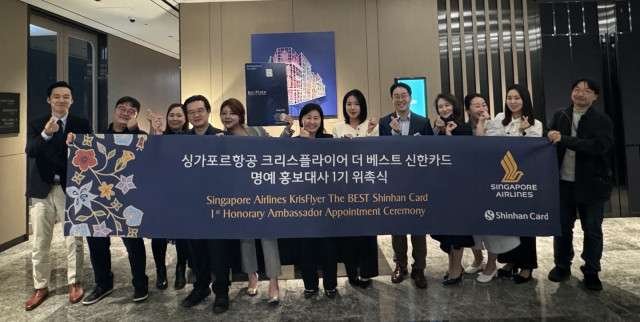 싱가포르항공 크리스플라이어 더 베스트 신한카드
명예 홍보대사 1기 위촉식
Singapore Airlines KrisFlyer The BEST Shinhan Card
1st Honorary Ambassador Appointment Ceremony
SINGAPORE
AIRLINES
Shinhan Card